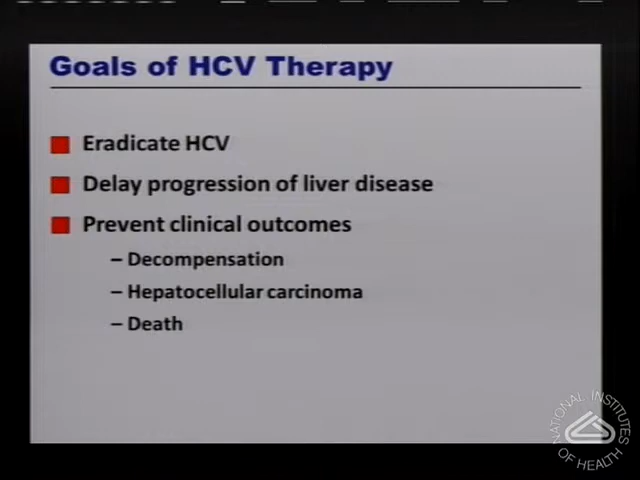 Goals of HCV Therapy
Eradicate HCV
Delay progression of liver disease
Prevent clinical outcomes
– Decompensation
– Hepatocellular carcinoma
– Death
NATIONAL INSTITUTES
OF HEALTH